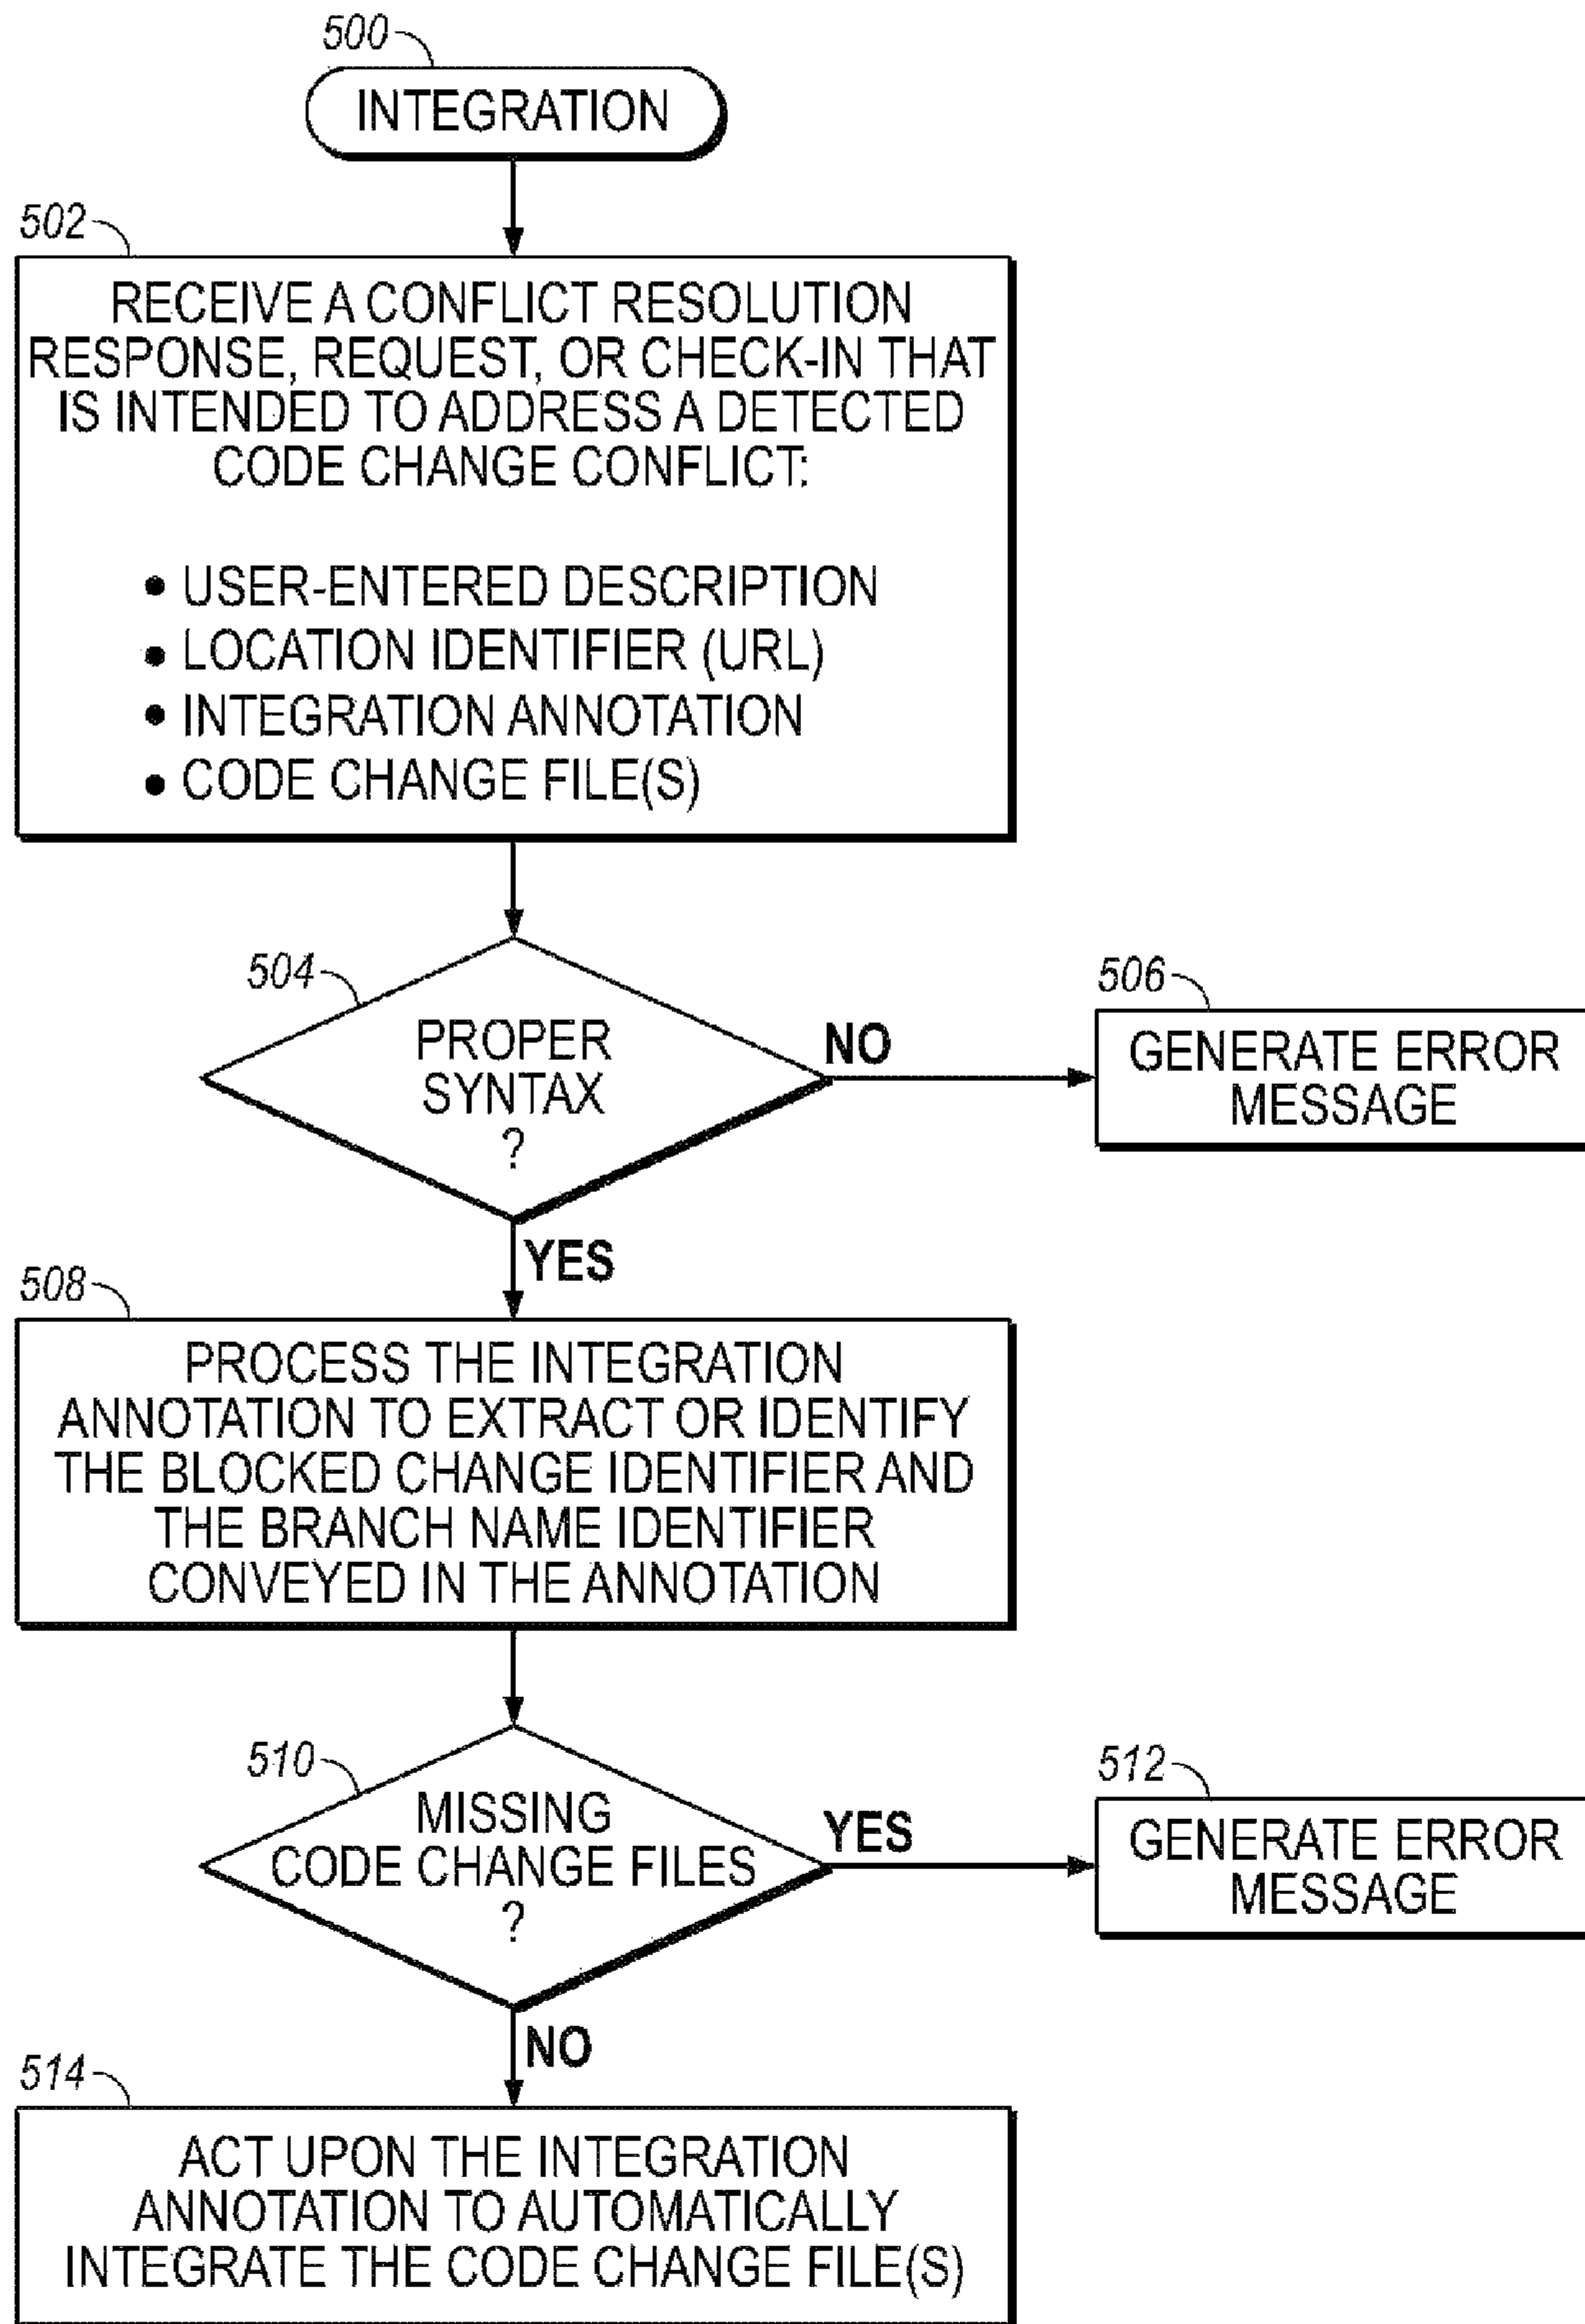 500
INTEGRATION
502
RECEIVE A CONFLICT RESOLUTION
RESPONSE, REQUEST, OR CHECK-IN THAT
IS INTENDED TO ADDRESS A DETECTED
CODE CHANGE CONFLICT:
• USER-ENTERED DESCRIPTION
• LOCATION IDENTIFIER (URL)
• INTEGRATION ANNOTATION
• CODE CHANGE FILE(S)
504
PROPER
SYNTAX
?
NO
506
GENERATE ERROR
MESSAGE
YES
508
PROCESS THE INTEGRATION
ANNOTATION TO EXTRACT OR IDENTIFY
THE BLOCKED CHANGE IDENTIFIER AND
THE BRANCH NAME IDENTIFIER
CONVEYED IN THE ANNOTATION
510
MISSING
CODE CHANGE FILES
?
YES
512
GENERATE ERROR
MESSAGE
NO
514
ACT UPON THE INTEGRATION
ANNOTATION TO AUTOMATICALLY
INTEGRATE THE CODE CHANGE FILE(S)